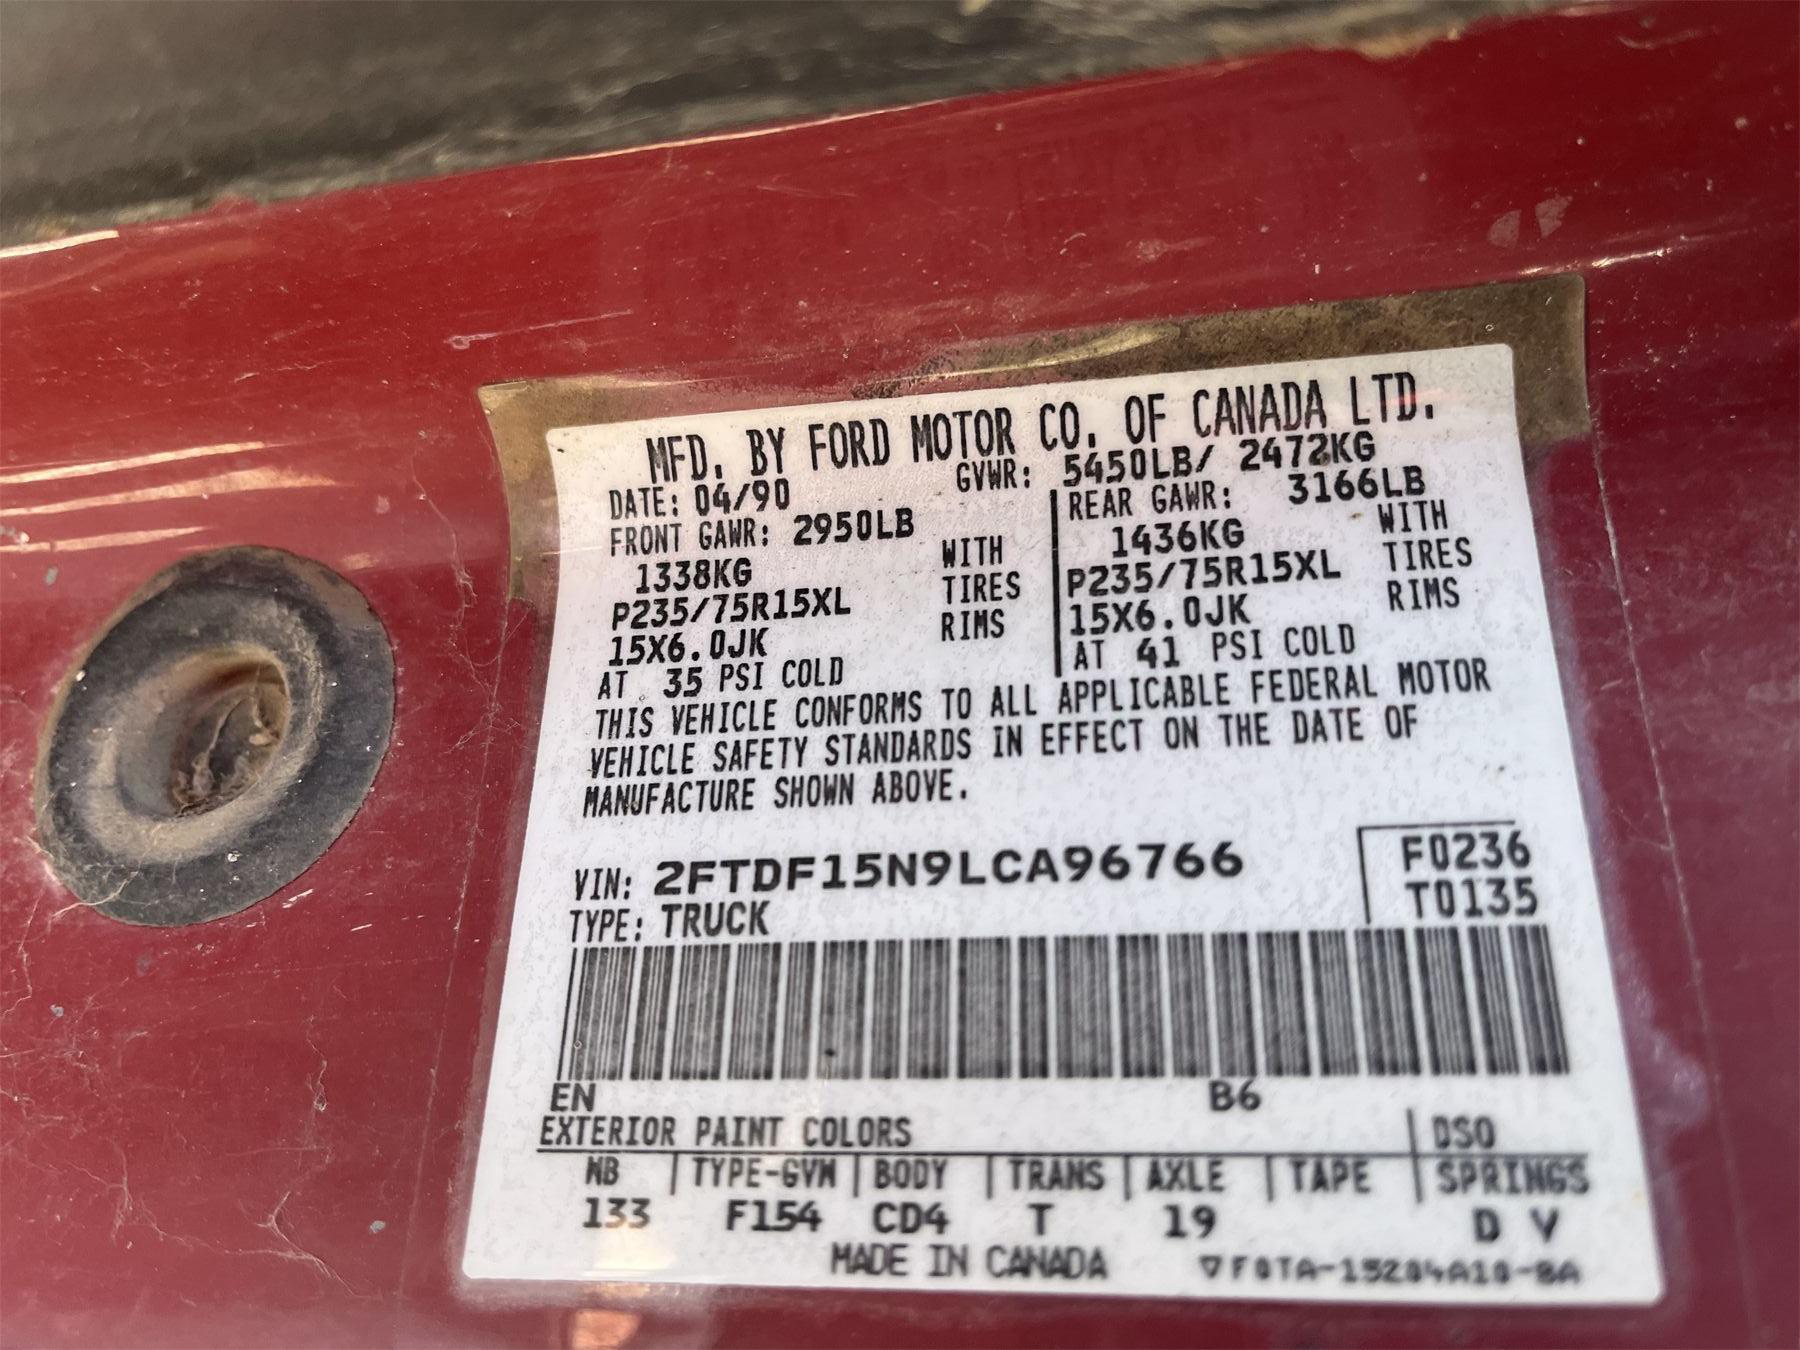 MFD. BY FORD MOTOR CO. OF CANADA LTD.
DATE: 04/90 GVWR: 5450LB/ 2472KG
FRONT GAWR: 2950LB
1338KG WITH
P235/75R15XL TIRES
15X6.0JK RIMS
AT 35 PSI COLD
REAR GAWR: 3166LB
1436KG WITH
P235/75R15XL TIRES
15X6.0JK RIMS
AT 41 PSI COLD
THIS VEHICLE CONFORMS TO ALL APPLICABLE FEDERAL MOTOR
VEHICLE SAFETY STANDARDS IN EFFECT ON THE DATE OF
MANUFACTURE SHOWN ABOVE.
VIN: 2FTDF15N9LCA96766
TYPE: TRUCK
F0236
T0135
EN B6
EXTERIOR PAINT COLORS DSO
WB TYPE-GVW BODY TRANS AXLE TAPE SPRINGS
133 F154 CD4 T 19 D V
MADE IN CANADA ▽F0TA-15204A10-BA